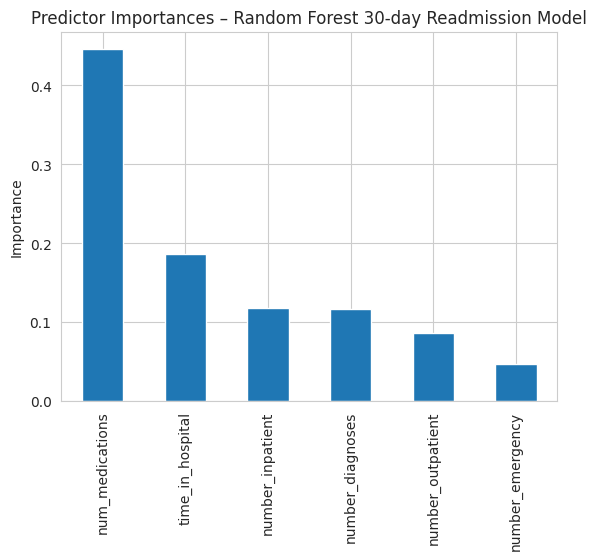 Predictor Importances – Random Forest 30-day Readmission Model
Importance
0.4
0.3
0.2
0.1
0.0
num_medications
time_in_hospital
number_inpatient
number_diagnoses
number_outpatient
number_emergency